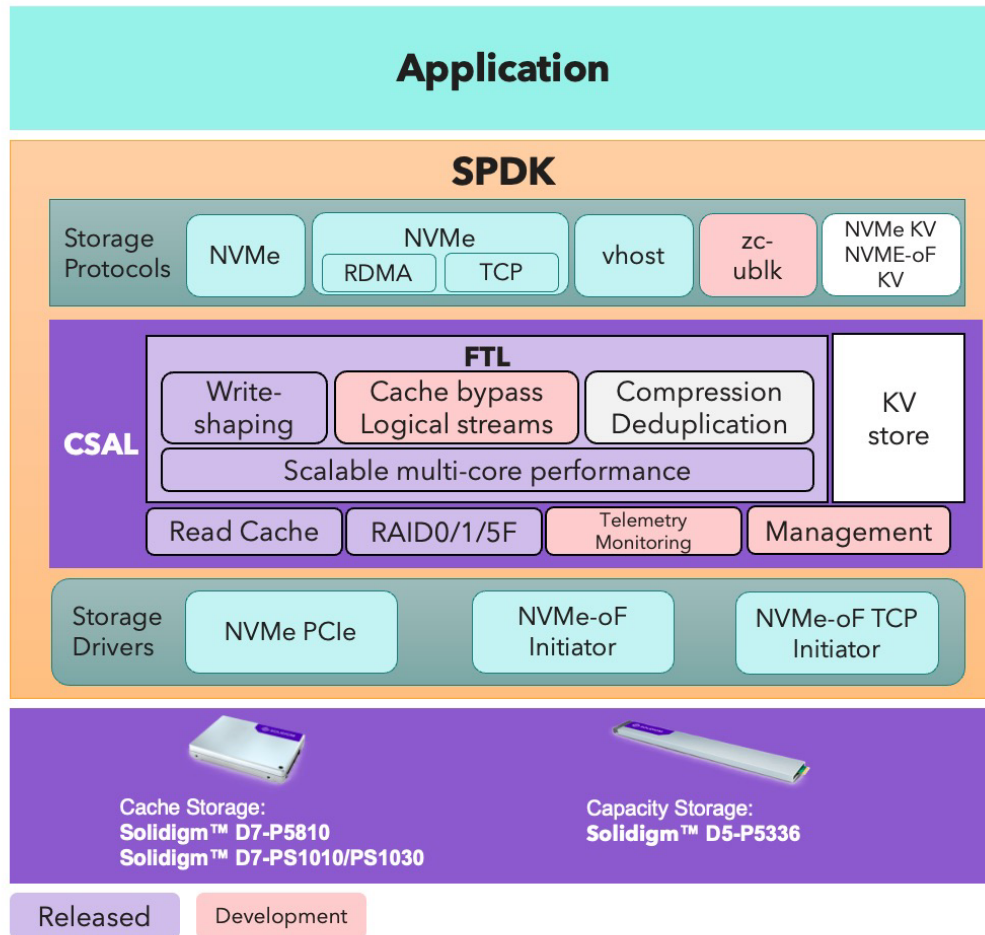 Application
SPDK
Storage
Protocols
NVMe
NVMe
RDMA
TCP
vhost
zc-
ublk
NVMe KV
NVME-oF
KV
CSAL
FTL
Write-
shaping
Cache bypass
Logical streams
Compression
Deduplication
Scalable multi-core performance
KV
store
Read Cache
RAID0/1/5F
Telemetry
Monitoring
Management
Storage
Drivers
NVMe PCIe
NVMe-oF
Initiator
NVMe-oF TCP
Initiator
Cache Storage:
Solidigm™ D7-P5810
Solidigm™ D7-PS1010/PS1030
Capacity Storage:
Solidigm™ D5-P5336
Released
Development